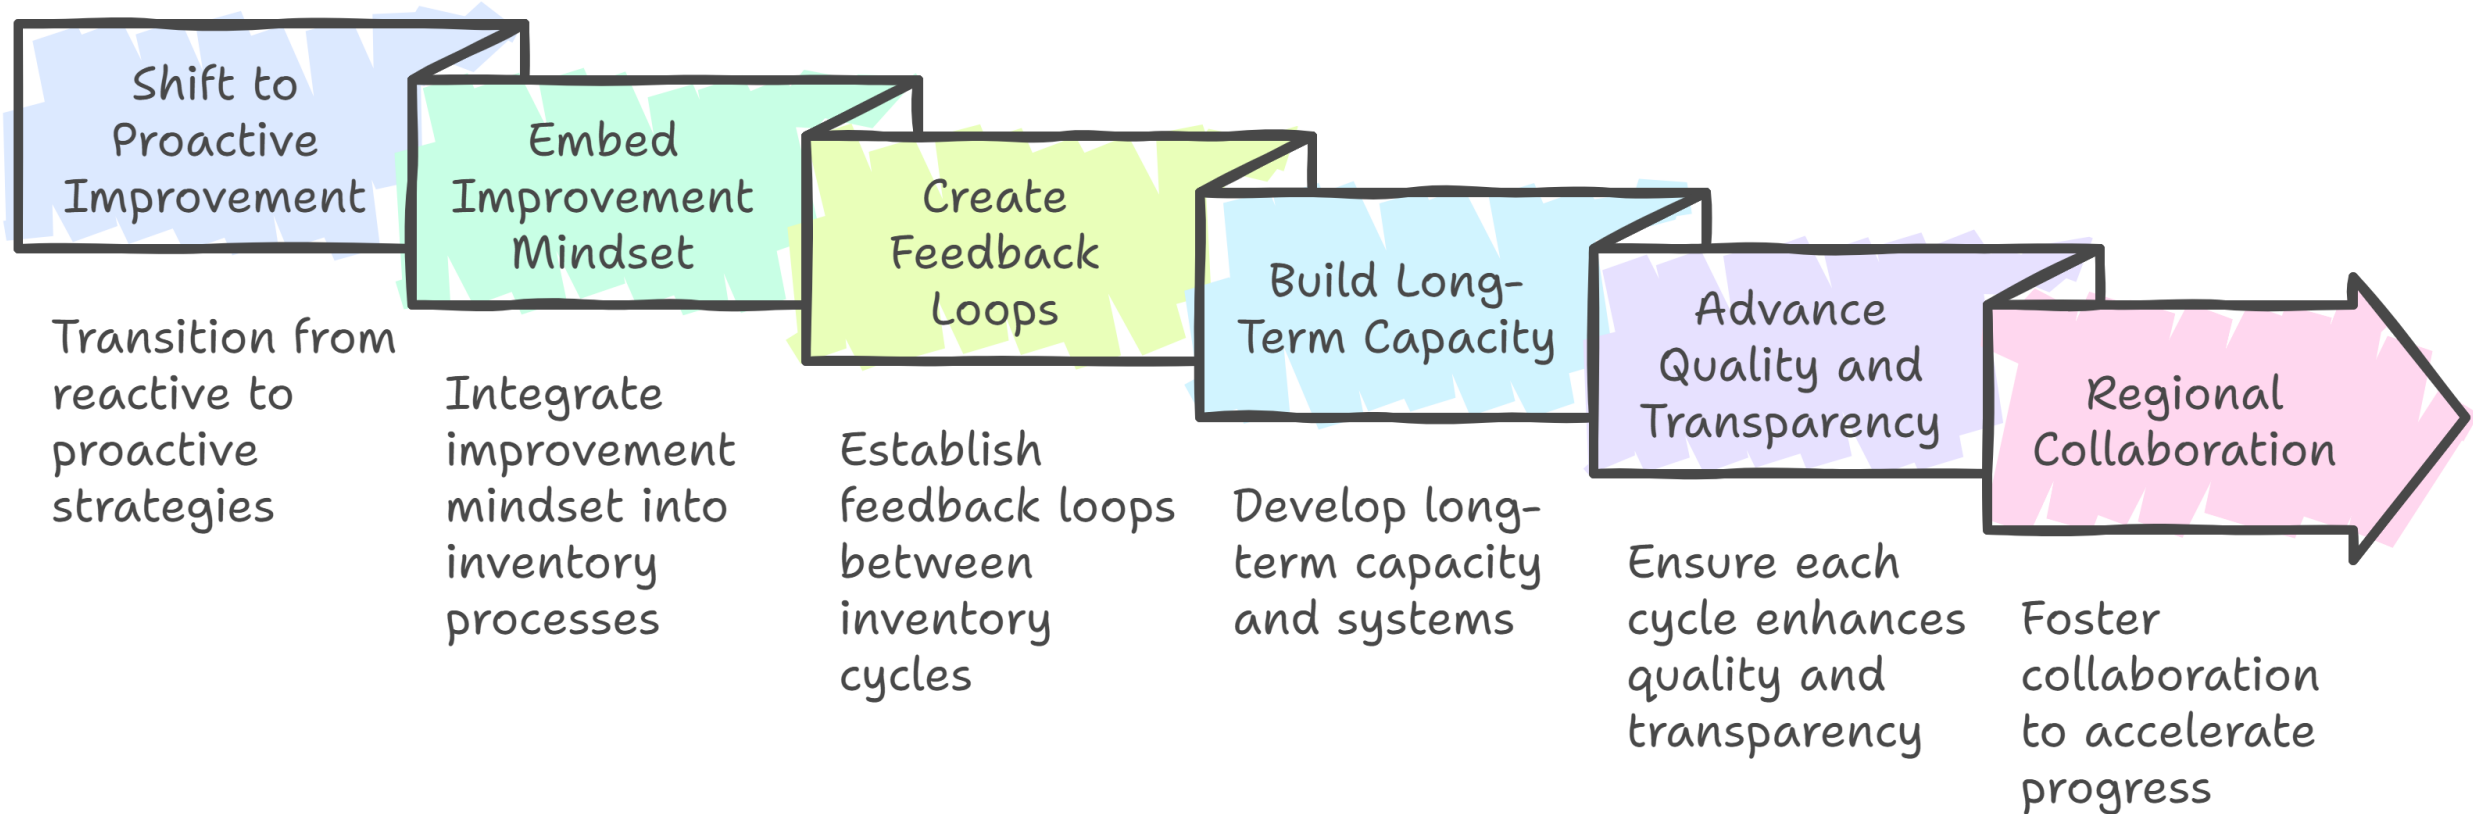 Shift to
Proactive
Improvement
Transition from
reactive to
proactive
strategies
Embed
Improvement
Mindset
Integrate
improvement
mindset into
inventory
processes
Create
Feedback
Loops
Establish
feedback loops
between
inventory
cycles
Build Long-
Term Capacity
Develop long-
term capacity
and systems
Advance
Quality and
Transparency
Ensure each
cycle enhances
quality and
transparency
Regional
Collaboration
Foster
collaboration
to accelerate
progress